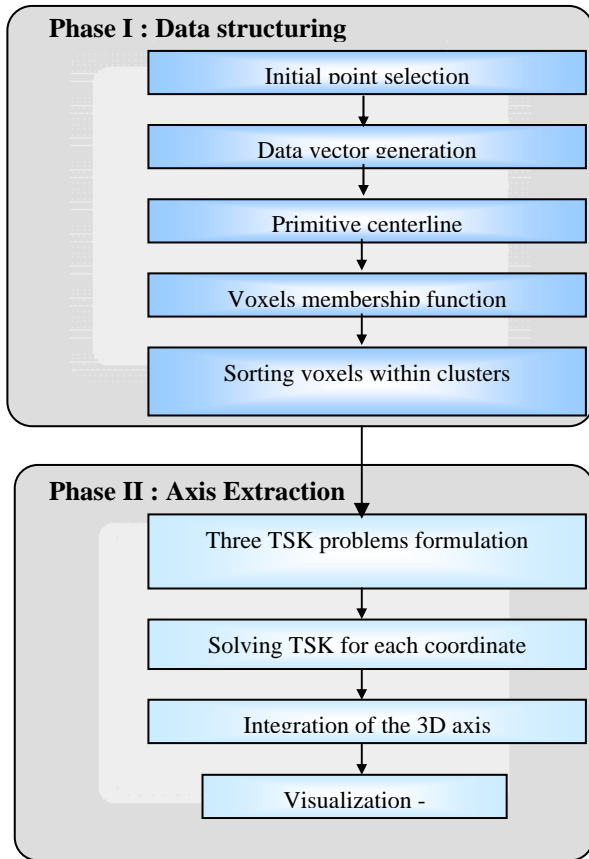 Phase I : Data structuring
Initial point selection
Data vector generation
Primitive centerline
Voxels membership function
Sorting voxels within clusters
Phase II : Axis Extraction
Three TSK problems formulation
Solving TSK for each coordinate
Integration of the 3D axis
Visualization -